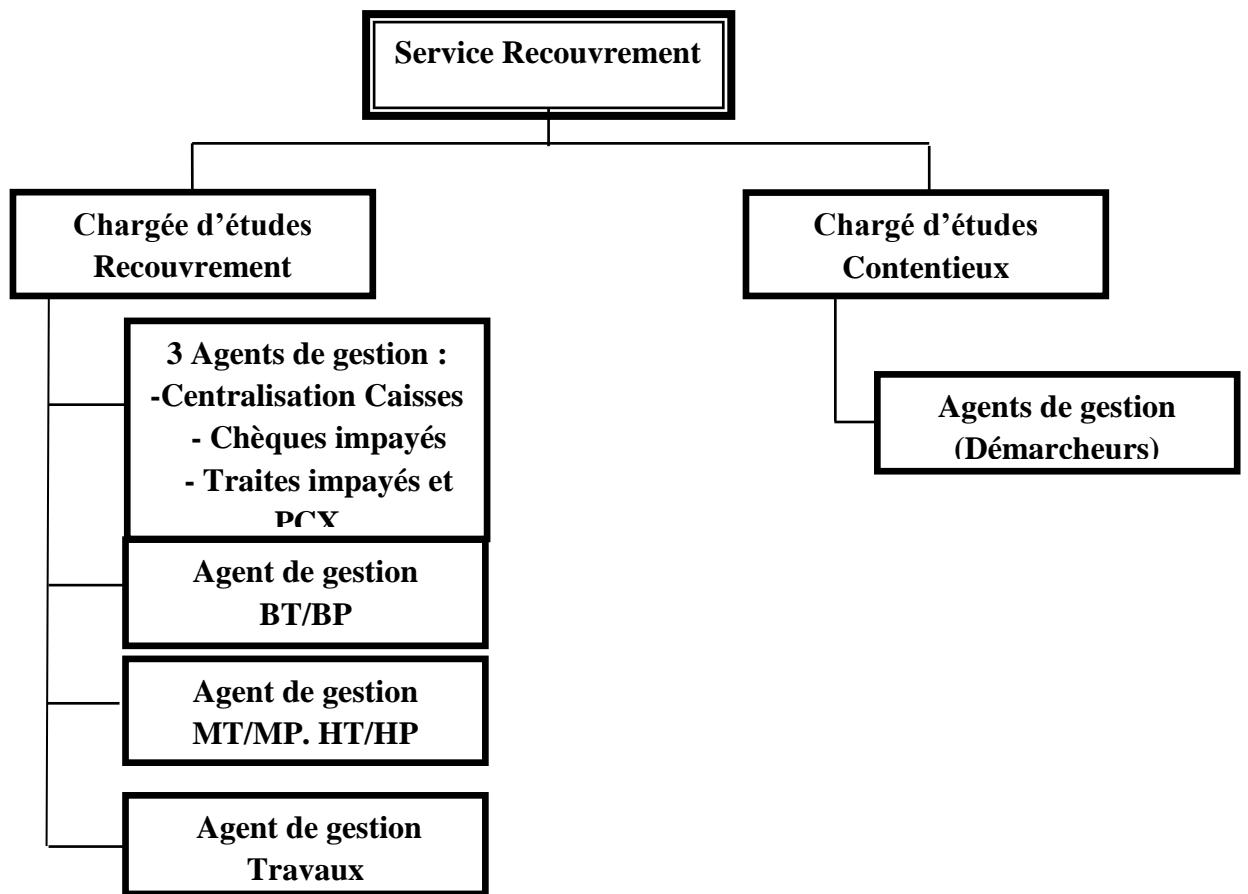 Service Recouvrement
Chargée d’études
Recouvrement
Chargé d’études
Contentieux
3 Agents de gestion :
-Centralisation Caisses
- Chèques impayés
- Traites impayés et
PCX
Agents de gestion
(Démarcheurs)
Agent de gestion
BT/BP
Agent de gestion
MT/MP. HT/HP
Agent de gestion
Travaux